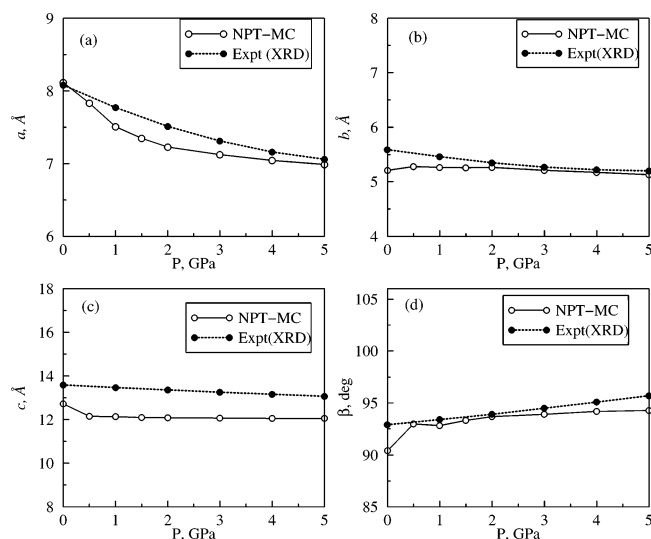 (a)
NPT−MC
Expt (XRD)
a, Å
9
8
7
6
0 1 2 3 4 5
P, GPa
(b)
NPT−MC
Expt(XRD)
b, Å
8
7
6
5
4
0 1 2 3 4 5
P, GPa
(c)
NPT−MC
Expt(XRD)
c, Å
18
16
14
12
10
8
0 1 2 3 4 5
P, GPa
(d)
NPT−MC
Expt(XRD)
β, deg
105
100
95
90
85
0 1 2 3 4 5
P, GPa